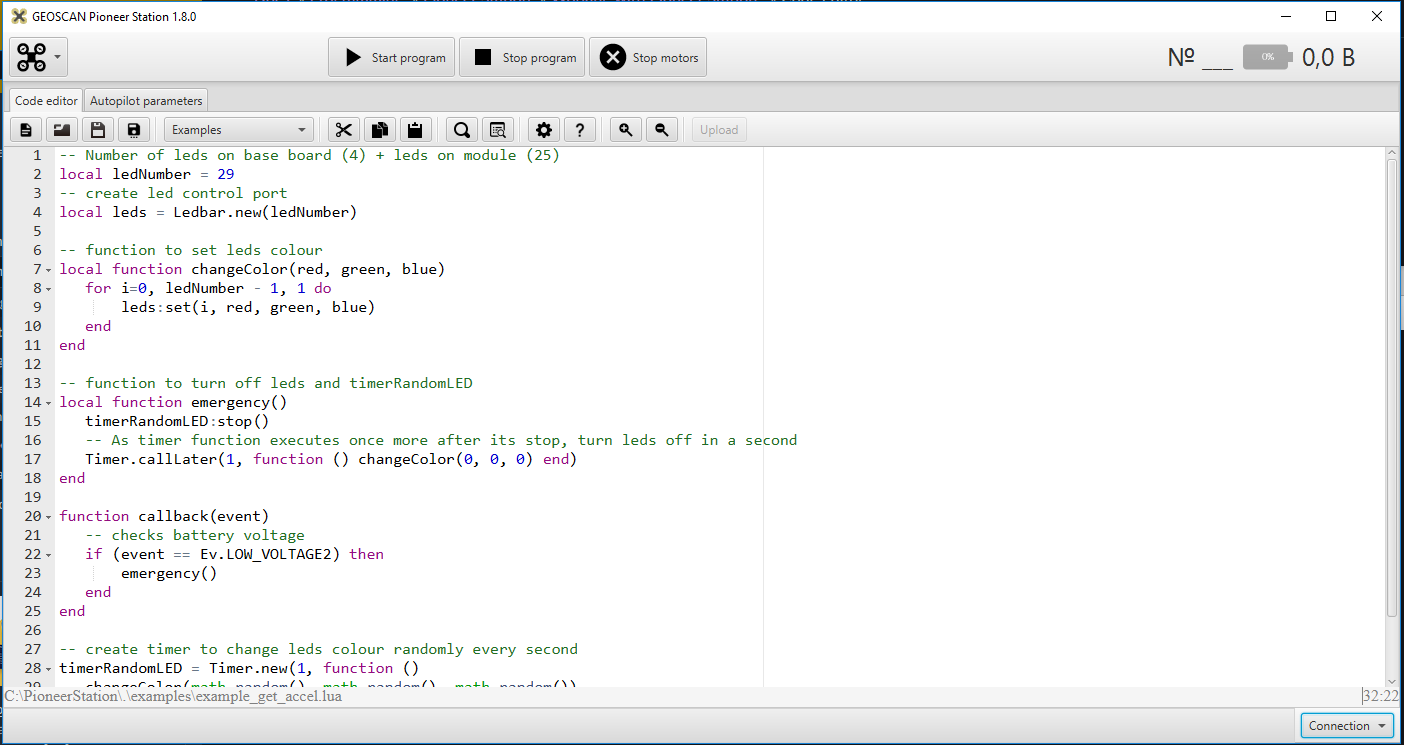 GEOSCAN Pioneer Station 1.8.0
Start program
Stop program
Stop motors
№ ___
0%
0,0 В
Code editor
Autopilot parameters
Examples
?
Upload
1 -- Number of leds on base board (4) + leds on module (25)
2 local ledNumber = 29
3 -- create led control port
4 local leds = Ledbar.new(ledNumber)
5
6 -- function to set leds colour
7 local function changeColor(red, green, blue)
8 for i=0, ledNumber - 1, 1 do
9 leds:set(i, red, green, blue)
10 end
11 end
12
13 -- function to turn off leds and timerRandomLED
14 local function emergency()
15 timerRandomLED:stop()
16 -- As timer function executes once more after its stop, turn leds off in a second
17 Timer.callLater(1, function () changeColor(0, 0, 0) end)
18 end
19
20 function callback(event)
21 -- checks battery voltage
22 if (event == Ev.LOW_VOLTAGE2) then
23 emergency()
24 end
25 end
26
27 -- create timer to change leds colour randomly every second
28 timerRandomLED = Timer.new(1, function ()
29 changeColor(math.random(), math.random(), math.random())
C:\PioneerStation\.\examples\example_get_accel.lua
32:22
Connection